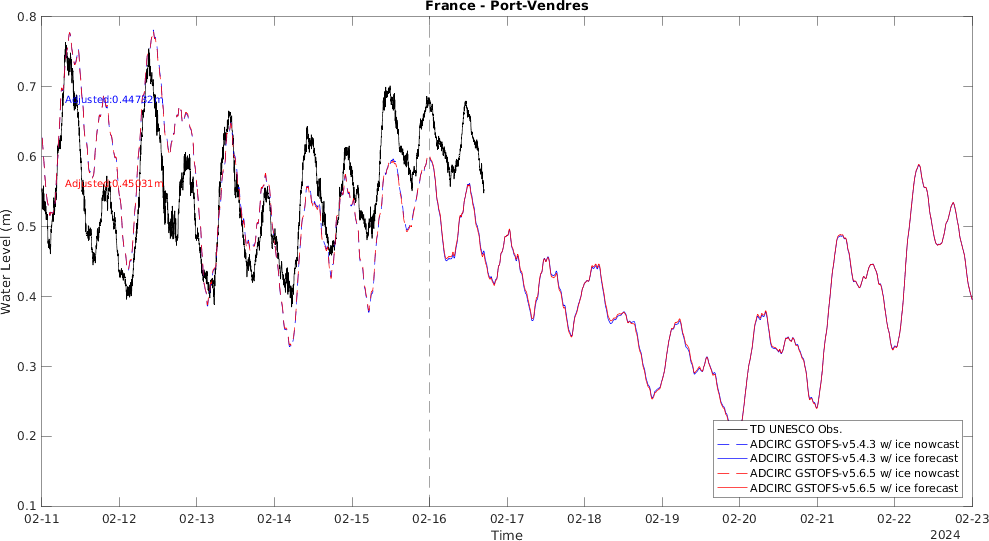 France - Port-Vendres
Water Level (m)
0.8
0.7
0.6
0.5
0.4
0.3
0.2
0.1
Adjusted:0.44732m
Adjusted:0.45031m
TD UNESCO Obs.
ADCIRC GSTOFS-v5.4.3 w/ ice nowcast
ADCIRC GSTOFS-v5.4.3 w/ ice forecast
ADCIRC GSTOFS-v5.6.5 w/ ice nowcast
ADCIRC GSTOFS-v5.6.5 w/ ice forecast
02-11 02-12 02-13 02-14 02-15 02-16 02-17 02-18 02-19 02-20 02-21 02-22 02-23
Time
2024